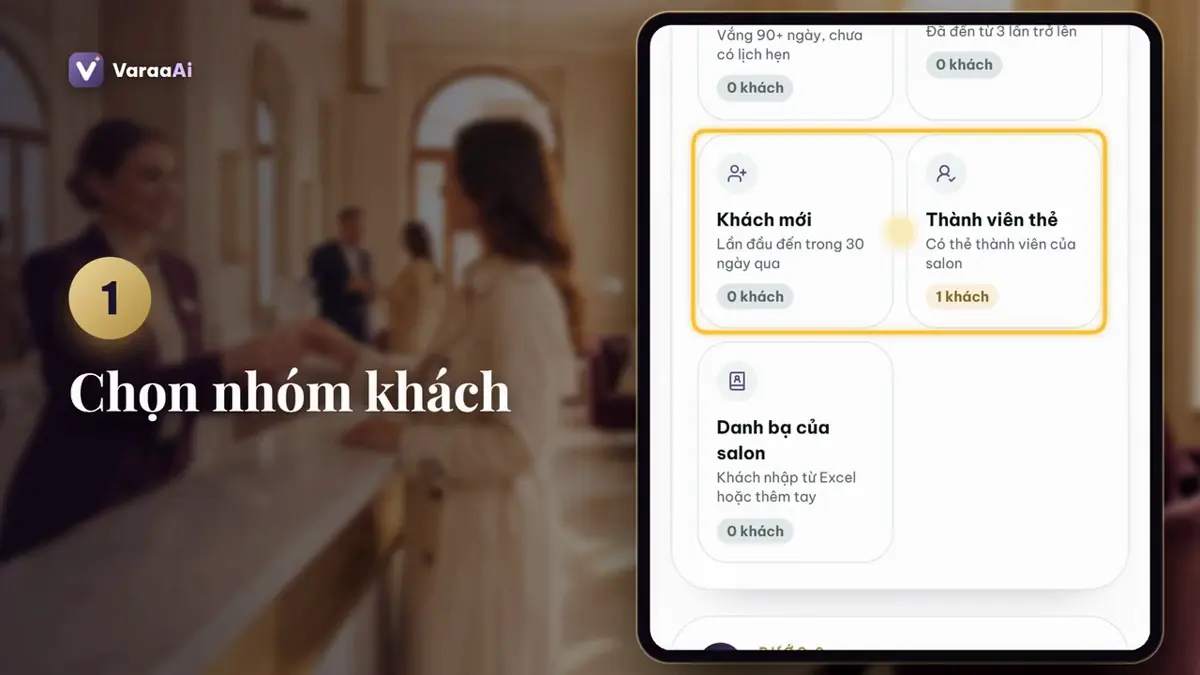 VaraaAi
1
Chọn nhóm khách
Vắng 90+ ngày, chưa
có lịch hẹn
0 khách
Đã đến từ 3 lần trở lên
0 khách
Khách mới
Lần đầu đến trong 30
ngày qua
0 khách
Thành viên thẻ
Có thẻ thành viên của
salon
1 khách
Danh bạ của
salon
Khách nhập từ Excel
hoặc thêm tay
0 khách